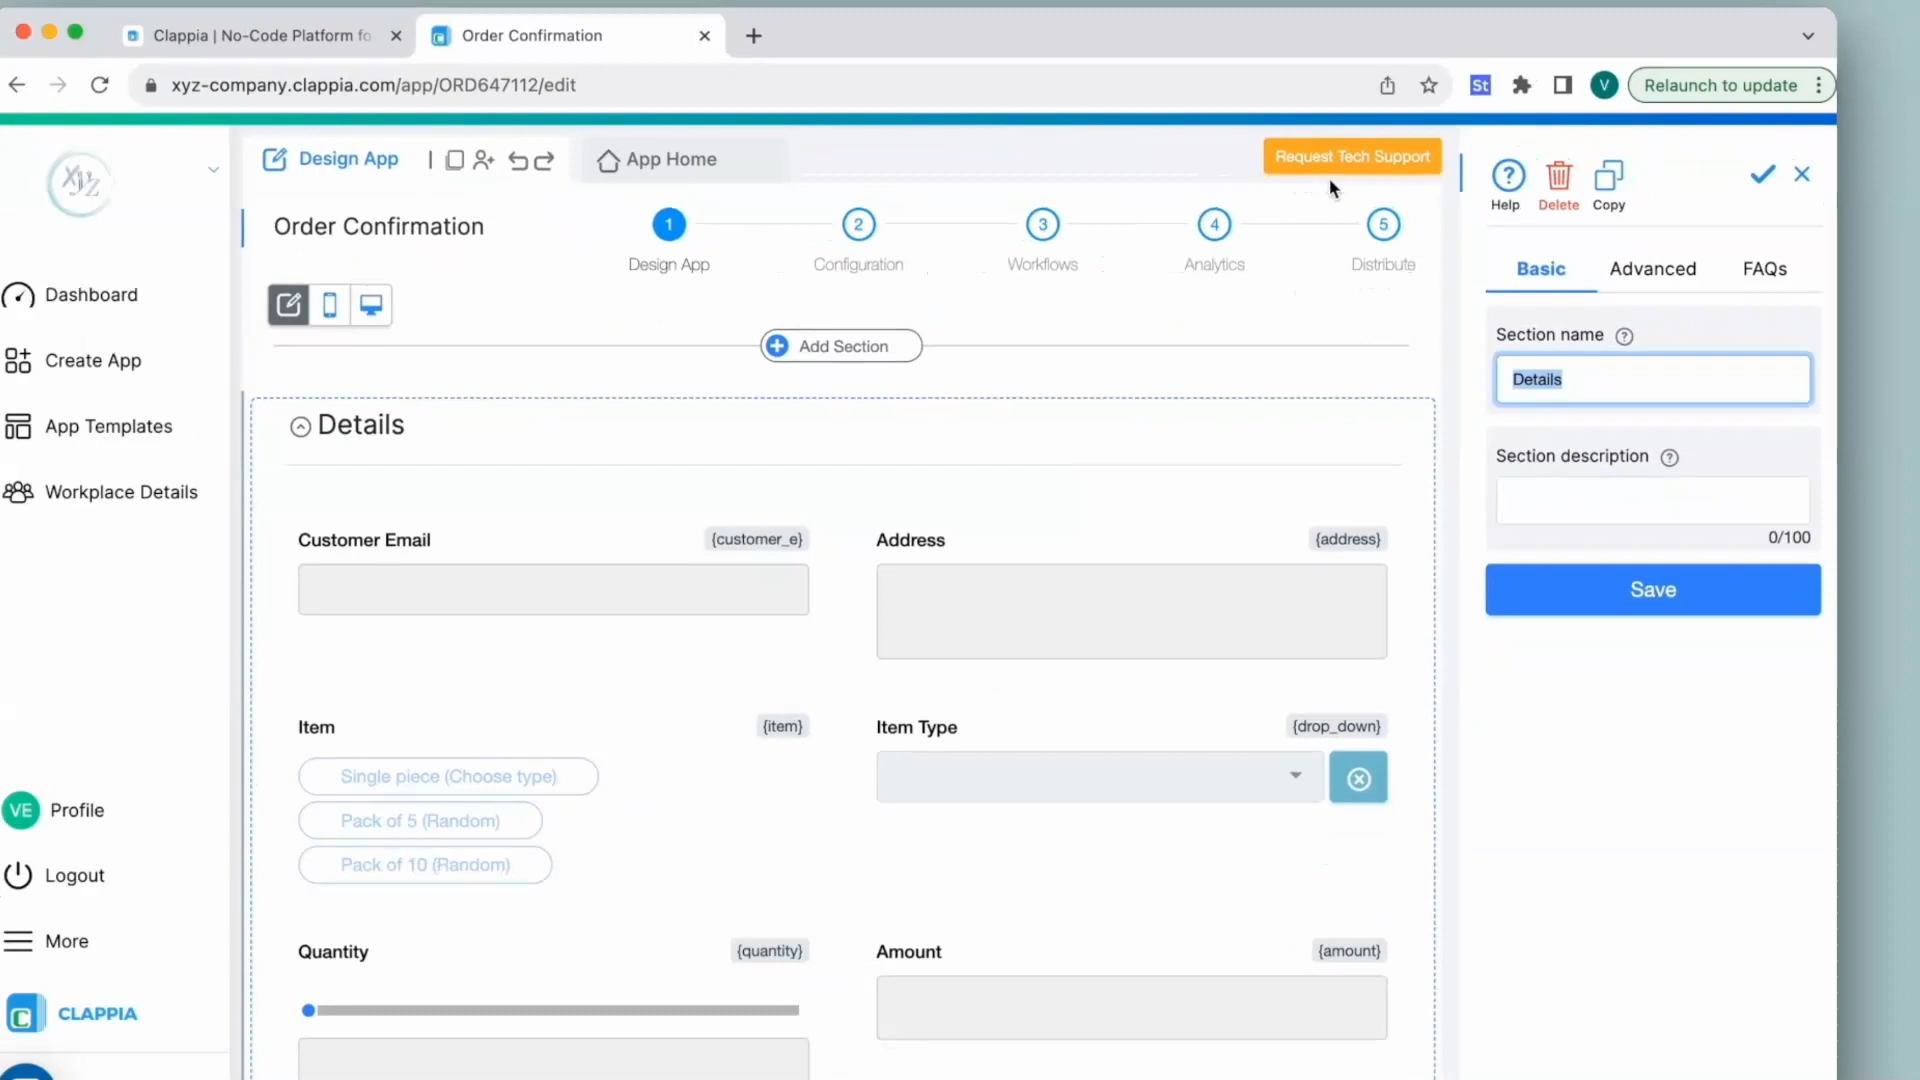 Clappia | No-Code Platform fo
Order Confirmation
xyz-company.clappia.com/app/ORD647112/edit
St
V
Relaunch to update
XYZ
Design App
App Home
Request Tech Support
Help
Delete
Copy
Order Confirmation
1
2
3
4
5
Design App
Configuration
Workflows
Analytics
Distribute
Basic
Advanced
FAQs
Dashboard
Create App
App Templates
Workplace Details
Add Section
Section name
Details
Section description
0/100
Save
Details
Customer Email
{customer_e}
Address
{address}
Item
{item}
Item Type
{drop_down}
Single piece (Choose type)
Pack of 5 (Random)
Pack of 10 (Random)
Quantity
{quantity}
Amount
{amount}
VE
Profile
Logout
More
CLAPPIA